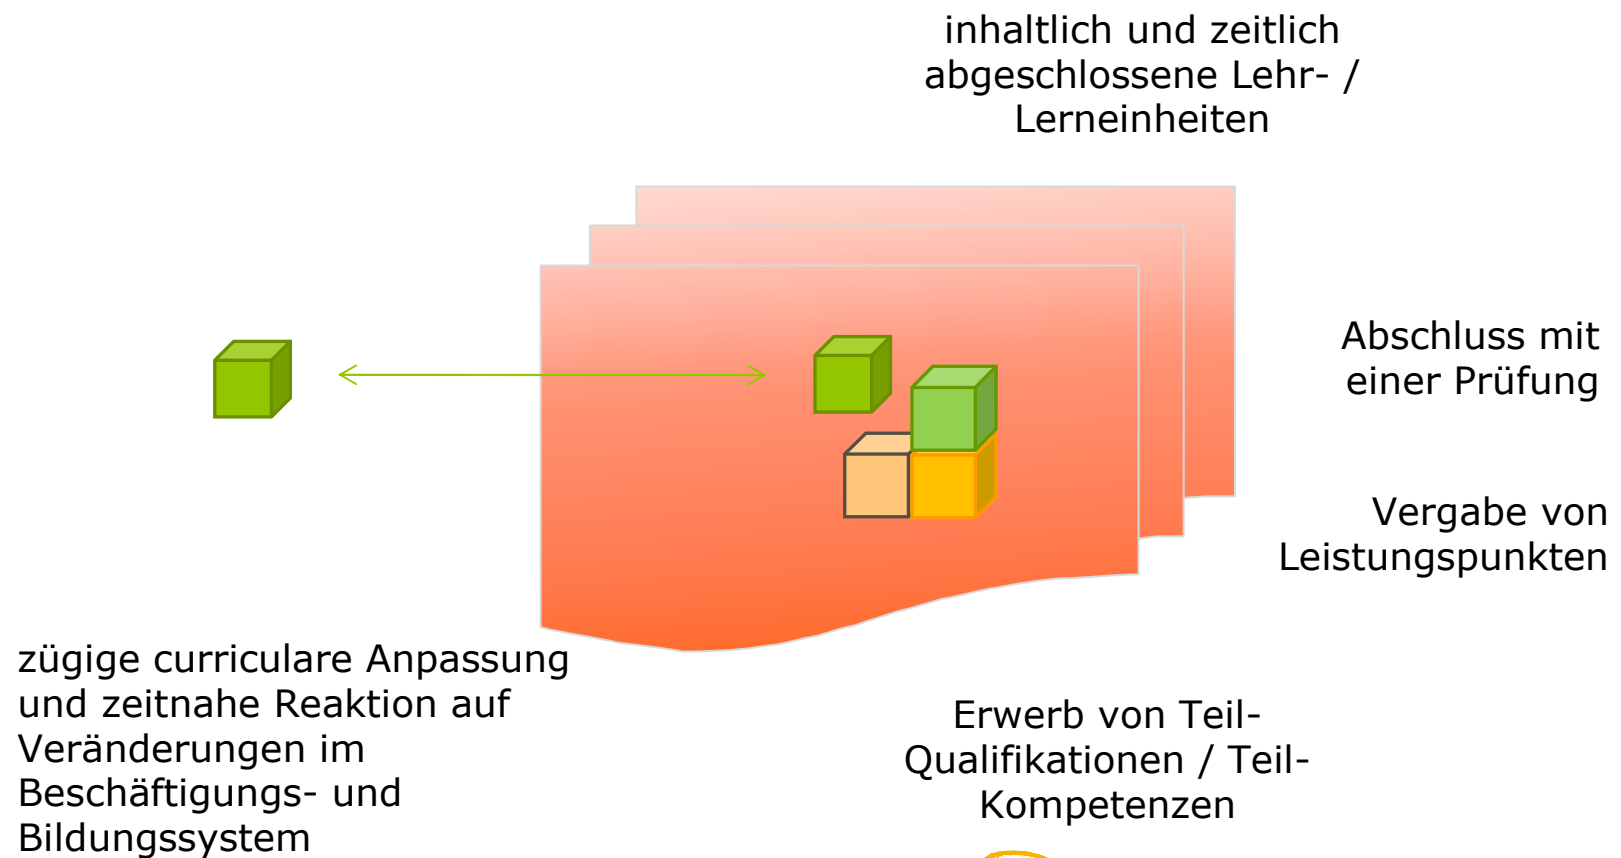 inhaltlich und zeitlich
abgeschlossene Lehr- /
Lerneinheiten
Abschluss mit
einer Prüfung
Vergabe von
Leistungspunkten
zügige curriculare Anpassung
und zeitnahe Reaktion auf
Veränderungen im
Beschäftigungs- und
Bildungssystem
Erwerb von Teil-
Qualifikationen / Teil-
Kompetenzen